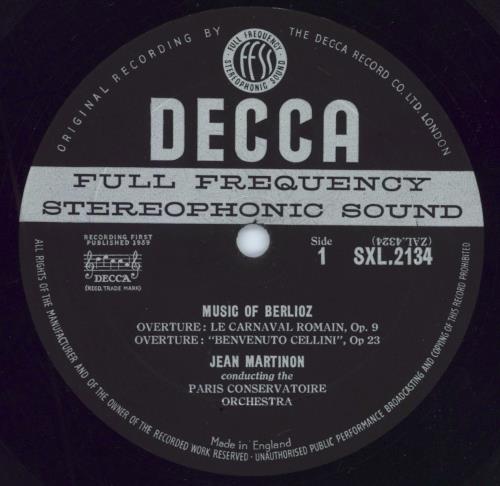 ORIGINAL RECORDING BY
THE DECCA RECORD CO. LTD. LONDON
FULL FREQUENCY
FFSS
STEREOPHONIC SOUND
DECCA
FULL FREQUENCY
STEREOPHONIC SOUND
RECORDING FIRST
PUBLISHED 1959
DECCA
(REGD. TRADE MARK)
Side
1
(ZAL.4324)
SXL.2134
MUSIC OF BERLIOZ
OVERTURE: LE CARNAVAL ROMAIN, Op. 9
OVERTURE: "BENVENUTO CELLINI", Op 23
JEAN MARTINON
conducting the
PARIS CONSERVATOIRE
ORCHESTRA
Made in England
ALL RIGHTS OF THE MANUFACTURER AND OF THE OWNER OF THE RECORDED WORK RESERVED · UNAUTHORISED PUBLIC PERFORMANCE BROADCASTING AND COPYING OF THIS RECORD PROHIBITED